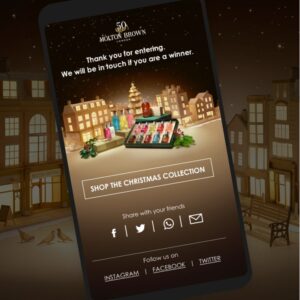 50
MOLTON BROWN
LONDON
Thank you for entering.
We will be in touch if you are a winner.
SHOP THE CHRISTMAS COLLECTION
Share with your friends
Follow us on
INSTAGRAM | FACEBOOK | TWITTER